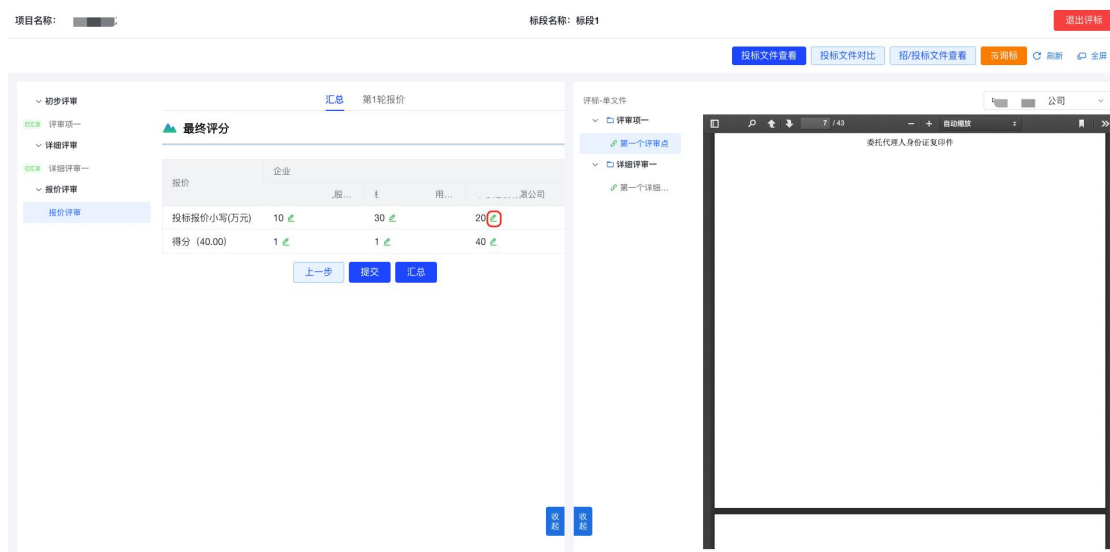 项目名称：
标段名称：标段1
退出评标
投标文件查看
投标文件对比
招/投标文件查看
刷新
全屏
初步评审
评审项一
详细评审
详细评审一
报价评审
报价评审
汇总 第1轮报价
最终评分
报价 企业
投标报价小写(万元) 10 30 20
得分（40.00） 1 1 40
上一步 提交 汇总
收起
评标-单文件
公司
评审项一
第一个评审点
详细评审一
第一个详细...
7 / 43
自动缩放
委托代理人身份证复印件
收起